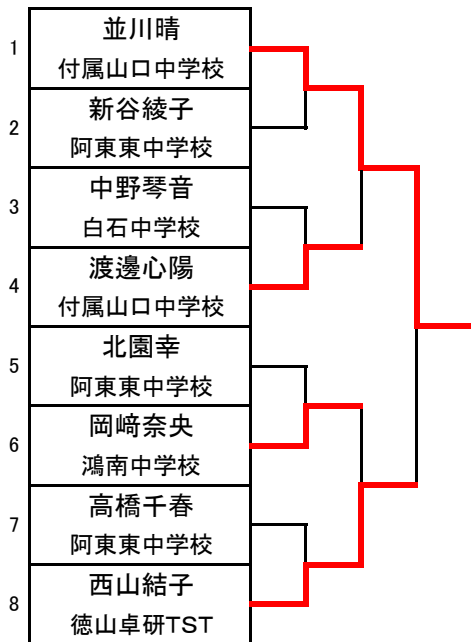 1
並川晴
付属山口中学校
2
新谷綾子
阿東東中学校
3
中野琴音
白石中学校
4
渡邊心陽
付属山口中学校
5
北園幸
阿東東中学校
6
岡﨑奈央
鴻南中学校
7
高橋千春
阿東東中学校
8
西山結子
徳山卓研TST